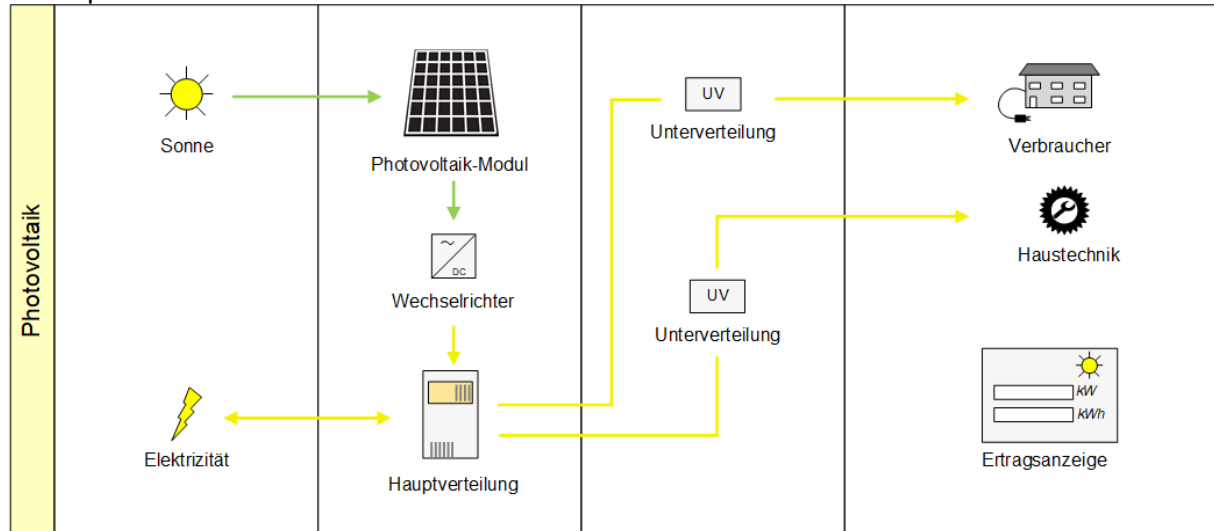 Photovoltaik
Sonne
Photovoltaik-Modul
DC
Wechselrichter
Elektrizität
Hauptverteilung
UV
Unterverteilung
UV
Unterverteilung
Verbraucher
Haustechnik
kW
kWh
Ertragsanzeige